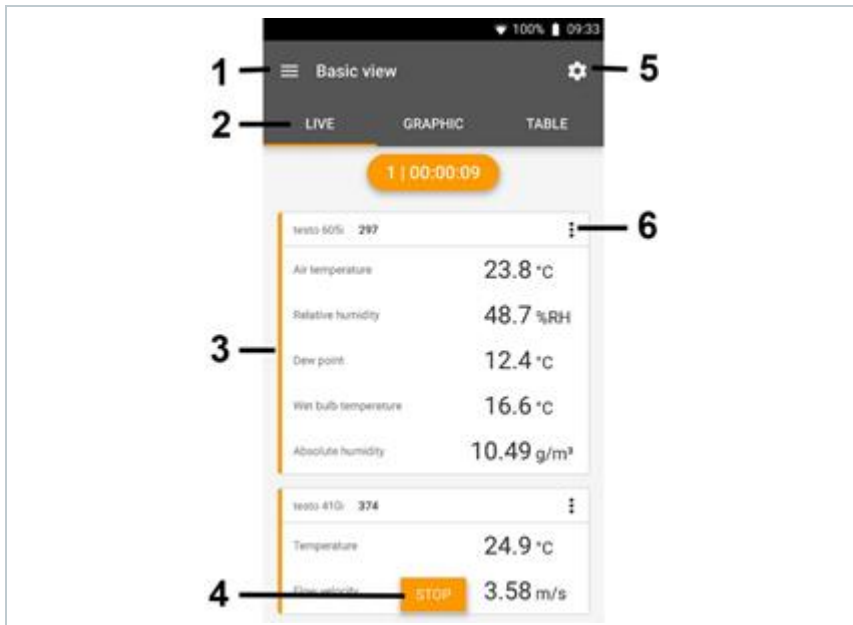 100% 09:33
1 Basic view 5
2 LIVE GRAPHIC TABLE
1 | 00:00:09
testo 605i 297 6
Air temperature 23.8 °C
Relative humidity 48.7 %RH
3
Dew point 12.4 °C
Wet bulb temperature 16.6 °C
Absolute humidity 10.49 g/m³
testo 410i 374
Temperature 24.9 °C
4 Flow velocity STOP 3.58 m/s